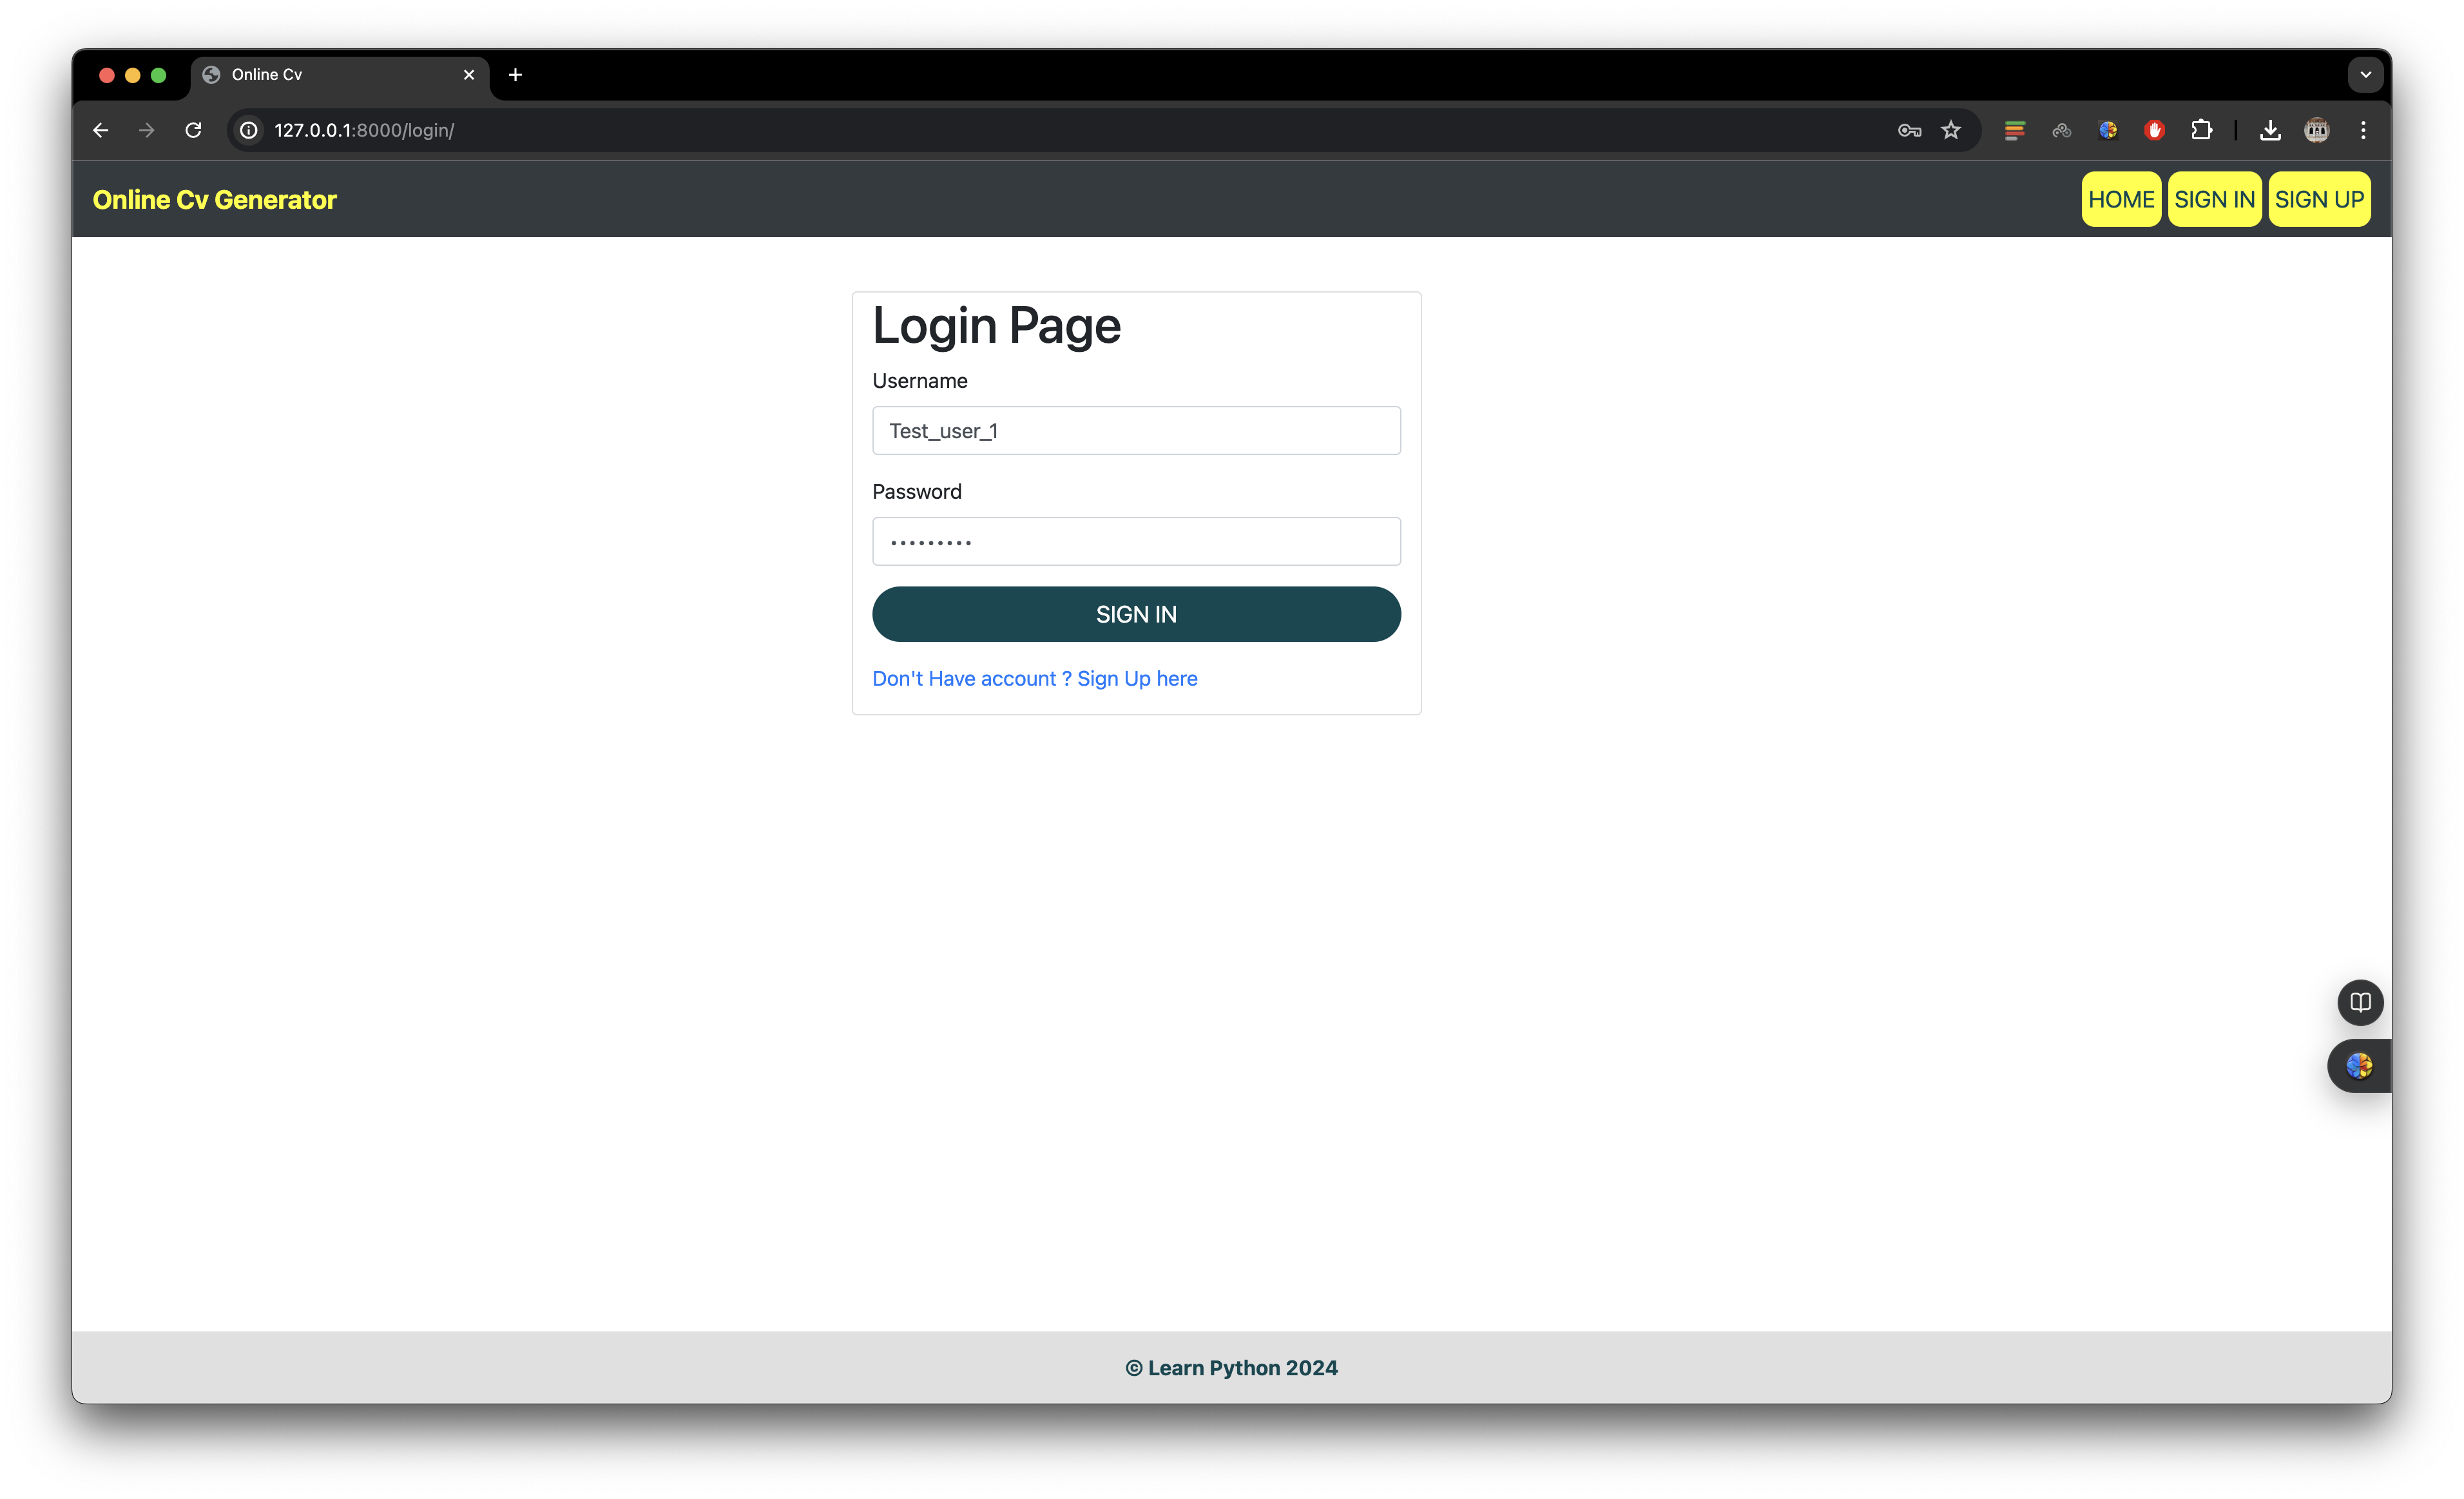 Online Cv
127.0.0.1:8000/login/
Online Cv Generator
HOME SIGN IN SIGN UP
Login Page
Username
Test_user_1
Password
•••••••••
SIGN IN
Don't Have account ? Sign Up here
© Learn Python 2024